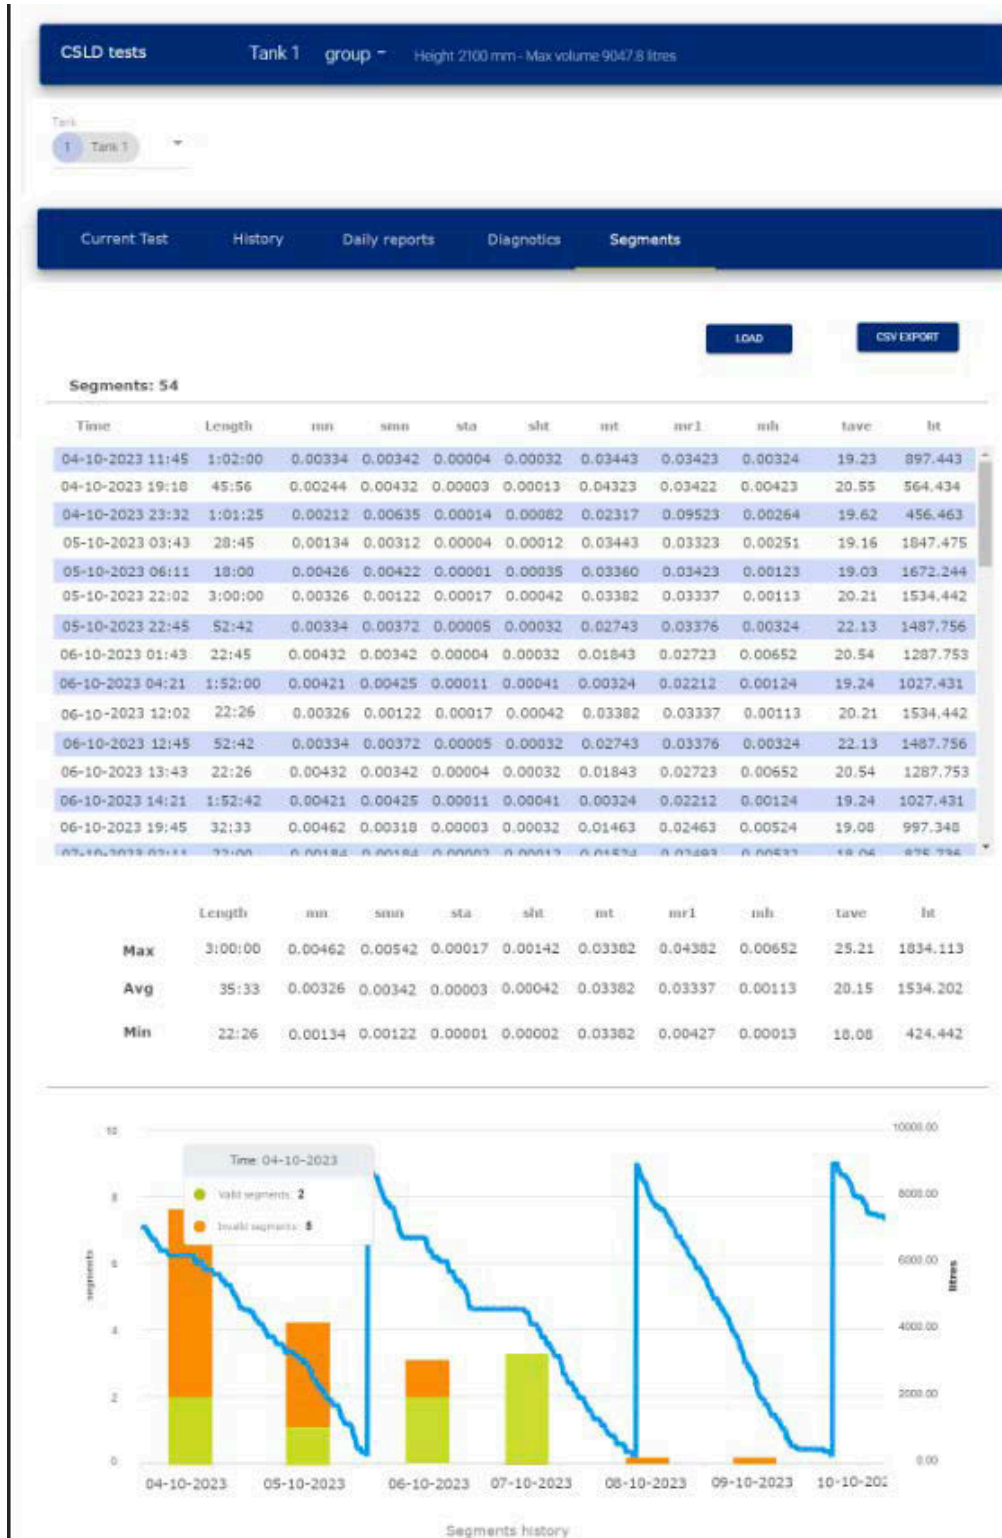 CSLD tests Tank 1 group Height 2100 mm - Max volume 9047.8 litres
Tank
1 Tank 1
Current Test History Daily reports Diagnotics Segments
LOAD CSV EXPORT
Segments: 54
Time Length mn smn sta sht mt mr1 mh tave ht
04-10-2023 11:45 1:02:00 0.00334 0.00342 0.00004 0.00032 0.03443 0.03423 0.00324 19.23 897.443
04-10-2023 19:18 45:56 0.00244 0.00432 0.00003 0.00013 0.04323 0.03422 0.00423 20.55 564.434
04-10-2023 23:32 1:01:25 0.00212 0.00635 0.00014 0.00082 0.02317 0.09523 0.00264 19.62 456.463
05-10-2023 03:43 28:45 0.00134 0.00312 0.00004 0.00012 0.03443 0.03323 0.00251 19.16 1847.475
05-10-2023 06:11 18:00 0.00426 0.00422 0.00001 0.00035 0.03360 0.03423 0.00123 19.03 1672.244
05-10-2023 22:02 3:00:00 0.00326 0.00122 0.00017 0.00042 0.03382 0.03337 0.00113 20.21 1534.442
05-10-2023 22:45 52:42 0.00334 0.00372 0.00005 0.00032 0.02743 0.03376 0.00324 22.13 1487.756
06-10-2023 01:43 22:45 0.00432 0.00342 0.00004 0.00032 0.01843 0.02723 0.00652 20.54 1287.753
06-10-2023 04:21 1:52:00 0.00421 0.00425 0.00011 0.00041 0.00324 0.02212 0.00124 19.24 1027.431
06-10-2023 12:02 22:26 0.00326 0.00122 0.00017 0.00042 0.03382 0.03337 0.00113 20.21 1534.442
06-10-2023 12:45 52:42 0.00334 0.00372 0.00005 0.00032 0.02743 0.03376 0.00324 22.13 1487.756
06-10-2023 13:43 22:26 0.00432 0.00342 0.00004 0.00032 0.01843 0.02723 0.00652 20.54 1287.753
06-10-2023 14:21 1:52:42 0.00421 0.00425 0.00011 0.00041 0.00324 0.02212 0.00124 19.24 1027.431
06-10-2023 19:45 32:33 0.00462 0.00318 0.00003 0.00032 0.01463 0.02463 0.00524 19.08 997.348
07-10-2023 02:11 22:00 0.00184 0.00184 0.00002 0.00012 0.01524 0.02493 0.00532
Length mn smn sta sht mt mr1 mh tave ht
Max 3:00:00 0.00462 0.00542 0.00017 0.00142 0.03382 0.04382 0.00652 25.21 1834.113
Avg 35:33 0.00326 0.00342 0.00003 0.00042 0.03382 0.03337 0.00113 20.15 1534.202
Min 22:26 0.00134 0.00122 0.00001 0.00002 0.03382 0.00427 0.00013 18.08 424.442
10 10000.00
Time: 04-10-2023
Valid segments: 2
8 8000.00
Invalid segments:
6 6000.00
segments litres
4 4000.00
2 2000.00
0 0.00
04-10-2023 05-10-2023 06-10-2023 07-10-2023 08-10-2023 09-10-2023 10-10-202
Segments history